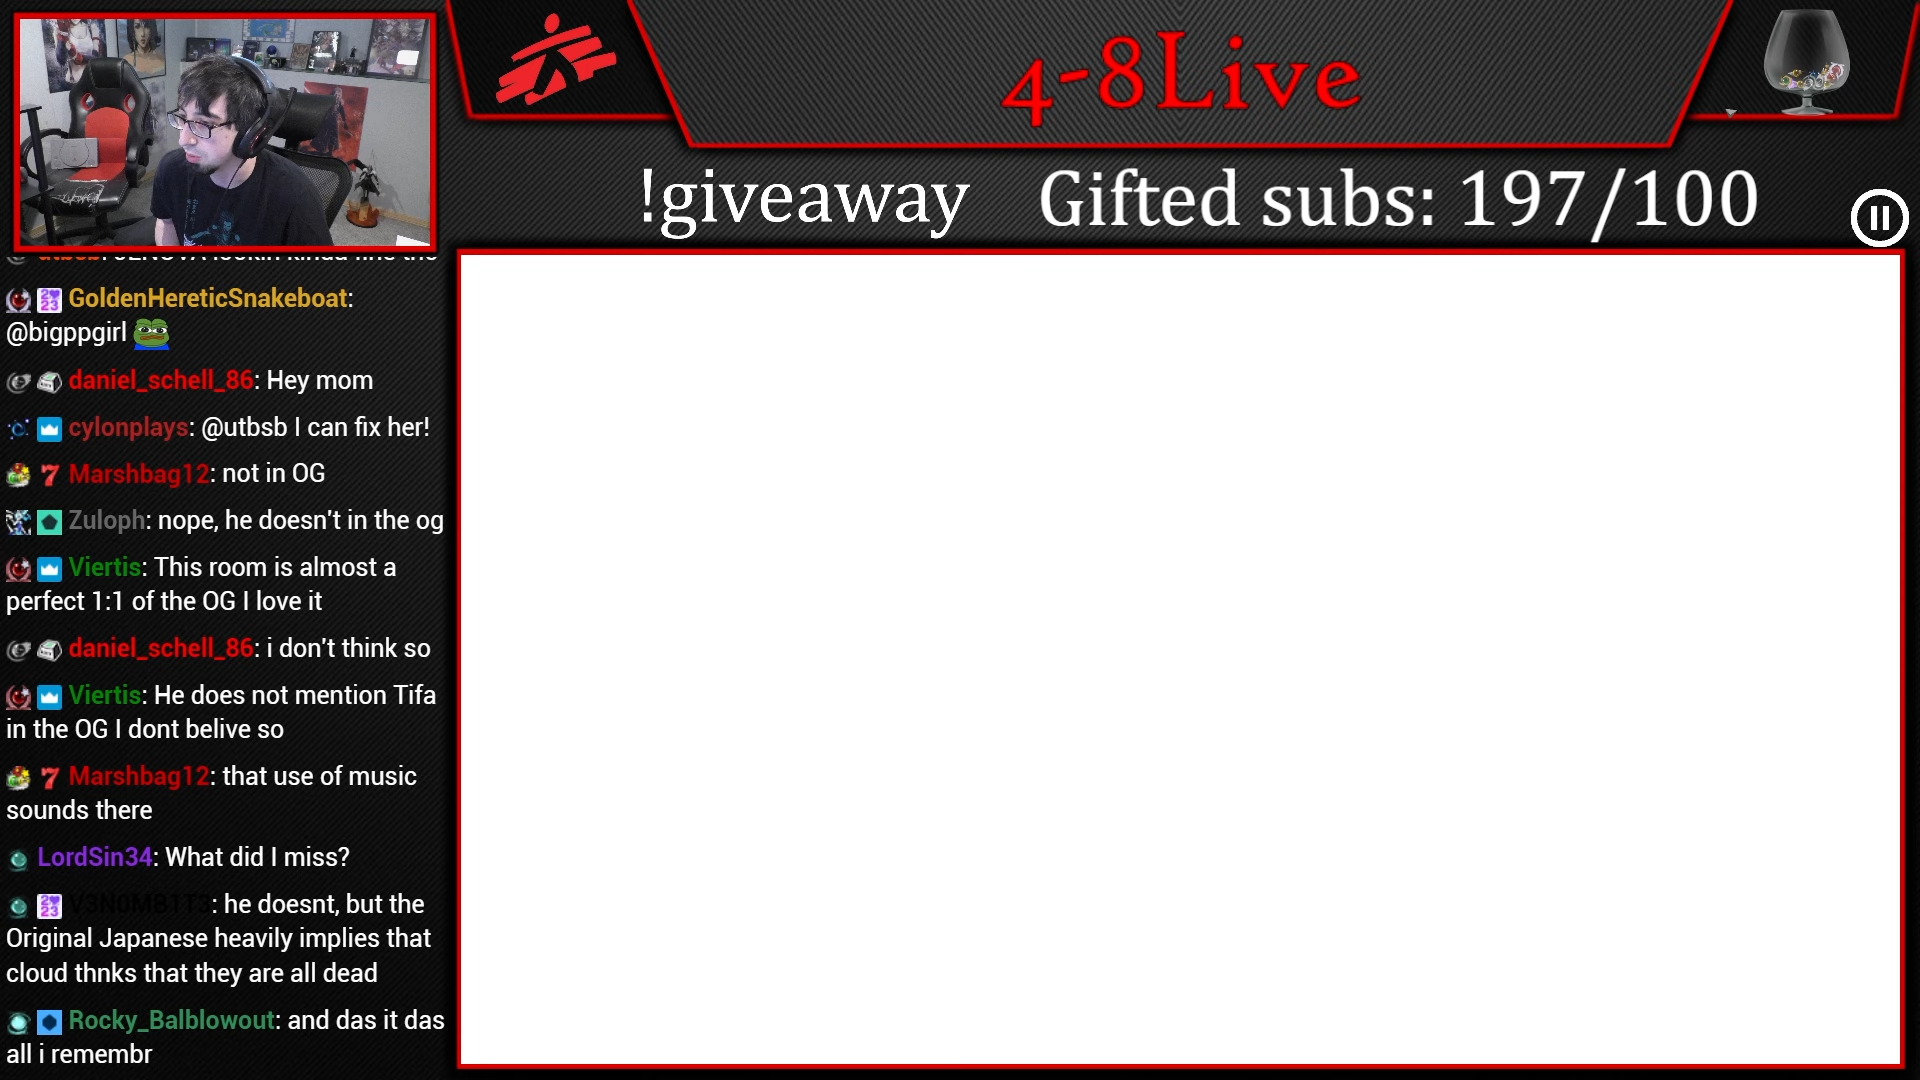 4-8Live
!giveaway Gifted subs: 197/100
GoldenHereticSnakeboat:
@bigppgirl
daniel_schell_86: Hey mom
cylonplays: @utbsb I can fix her!
Marshbag12: not in OG
Zuloph: nope, he doesn't in the og
Viertis: This room is almost a
perfect 1:1 of the OG I love it
daniel_schell_86: i don't think so
Viertis: He does not mention Tifa
in the OG I dont belive so
Marshbag12: that use of music
sounds there
LordSin34: What did I miss?
V3N0MB1T3: he doesnt, but the
Original Japanese heavily implies that
cloud thnks that they are all dead
Rocky_Balblowout: and das it das
all i remembr